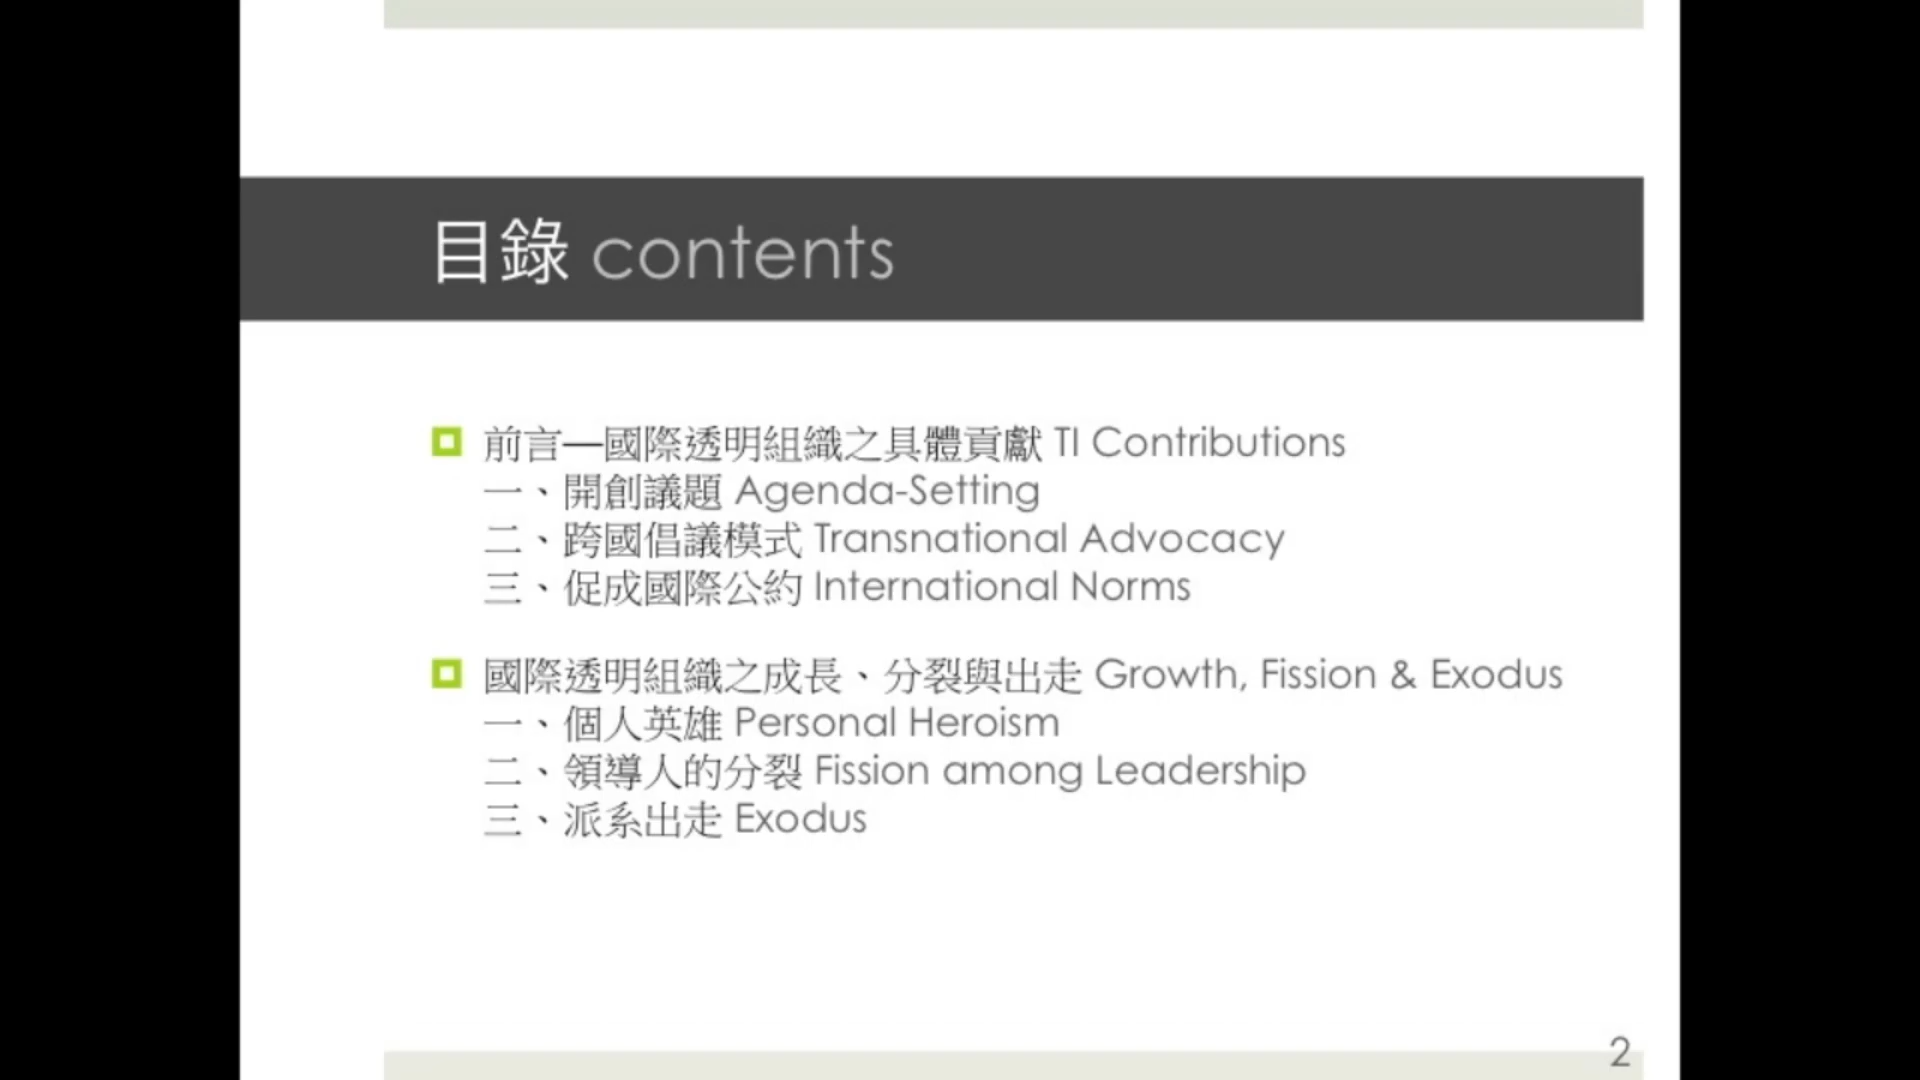 目錄 contents
前言—國際透明組織之具體貢獻 TI Contributions
一、開創議題 Agenda-Setting
二、跨國倡議模式 Transnational Advocacy
三、促成國際公約 International Norms
國際透明組織之成長、分裂與出走 Growth, Fission & Exodus
一、個人英雄 Personal Heroism
二、領導人的分裂 Fission among Leadership
三、派系出走 Exodus
2